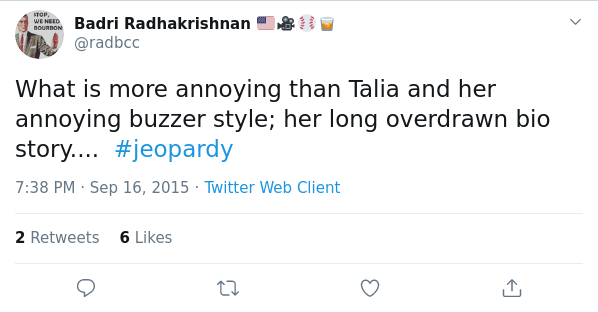 STOP,
WE NEED
BOURBON
Badri Radhakrishnan 🇺🇸🎥⚾🥃
@radbcc
What is more annoying than Talia and her
annoying buzzer style; her long overdrawn bio
story.... #jeopardy
7:38 PM · Sep 16, 2015 · Twitter Web Client
2 Retweets 6 Likes